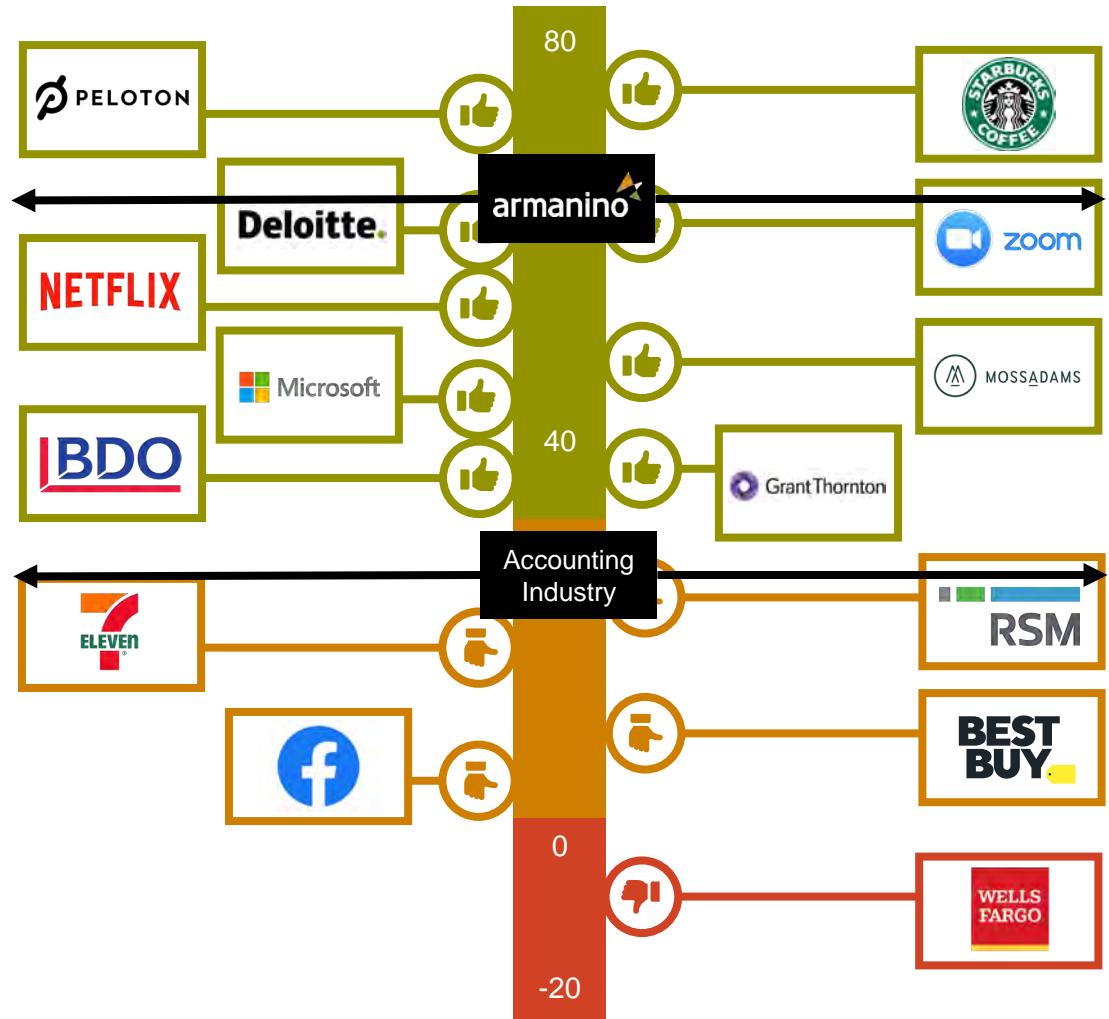 80
PELOTON
STARBUCKS
COFFEE
armanino
Deloitte.
zoom
NETFLIX
Microsoft
MOSSADAMS
40
BDO
GrantThornton
Accounting
Industry
7
ELEVEn
RSM
f
BEST
BUY
0
WELLS
FARGO
-20